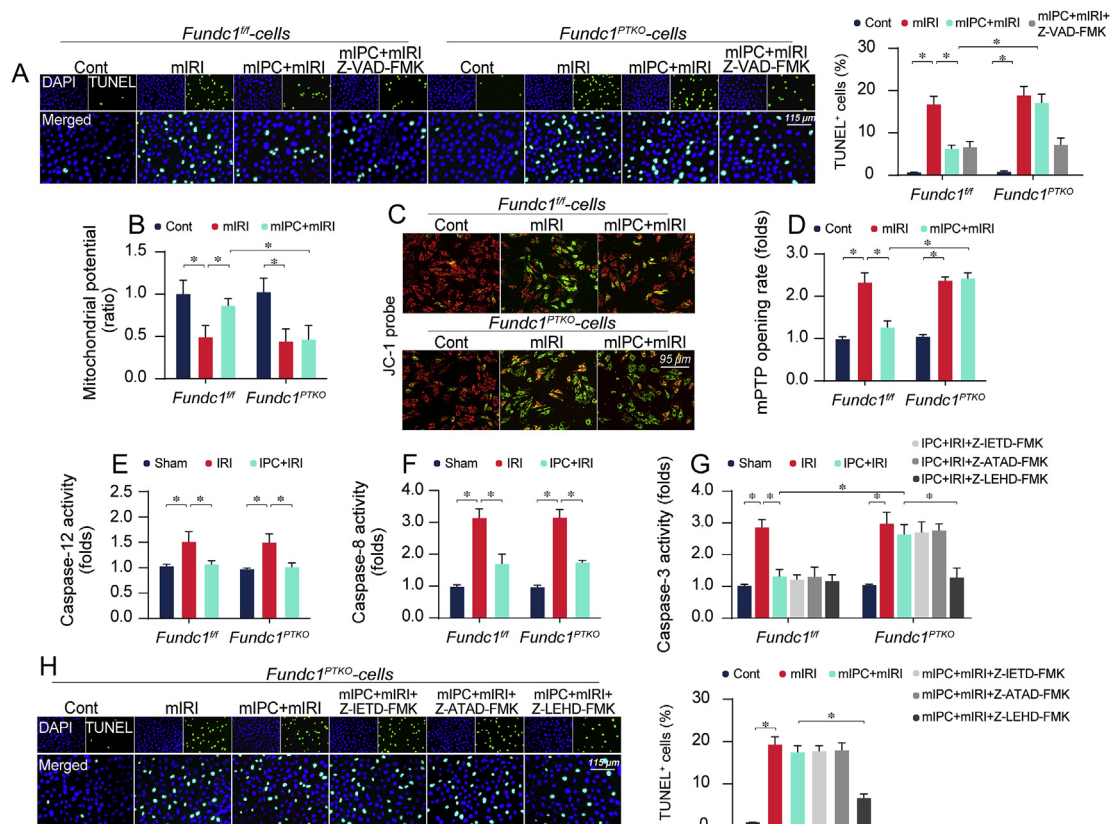 Fundc1f/f-cells
Fundc1PTKO-cells
A
Cont
mIRI
mIPC+mIRI
mIPC+mIRI
Z-VAD-FMK
Cont
mIRI
mIPC+mIRI
mIPC+mIRI
Z-VAD-FMK
DAPI
TUNEL
Merged
115 µm
Cont
mIRI
mIPC+mIRI
mIPC+mIRI+
Z-VAD-FMK
TUNEL+ cells (%)
30
20
10
0
Fundc1f/f
Fundc1PTKO
* * * *
B
Cont
mIRI
mIPC+mIRI
Mitochondrial potential
(ratio)
1.5
1.0
0.5
0.0
* * * *
Fundc1f/f
Fundc1PTKO
C
Fundc1f/f-cells
Cont
mIRI
mIPC+mIRI
JC-1 probe
Fundc1PTKO-cells
Cont
mIRI
mIPC+mIRI
95 µm
D
Cont
mIRI
mIPC+mIRI
mPTP opening rate (folds)
3.0
2.0
1.0
0.0
* * * *
Fundc1f/f
Fundc1PTKO
E
Sham
IRI
IPC+IRI
Caspase-12 activity
(folds)
2.5
2.0
1.5
1.0
0.5
0.0
* * * *
Fundc1f/f
Fundc1PTKO
F
Sham
IRI
IPC+IRI
Caspase-8 activity
(folds)
4.0
3.0
2.0
1.0
0.0
* * * *
Fundc1f/f
Fundc1PTKO
G
Sham
IRI
IPC+IRI
IPC+IRI+Z-IETD-FMK
IPC+IRI+Z-ATAD-FMK
IPC+IRI+Z-LEHD-FMK
Caspase-3 activity (folds)
4.0
3.0
2.0
1.0
0.0
* * * * *
Fundc1f/f
Fundc1PTKO
H
Fundc1PTKO-cells
Cont
mIRI
mIPC+mIRI
mIPC+mIRI+
Z-IETD-FMK
mIPC+mIRI+
Z-ATAD-FMK
mIPC+mIRI+
Z-LEHD-FMK
DAPI
TUNEL
Merged
115 µm
Cont
mIRI
mIPC+mIRI
mIPC+mIRI+Z-IETD-FMK
mIPC+mIRI+Z-ATAD-FMK
mIPC+mIRI+Z-LEHD-FMK
TUNEL+ cells (%)
30
20
10
0
* *